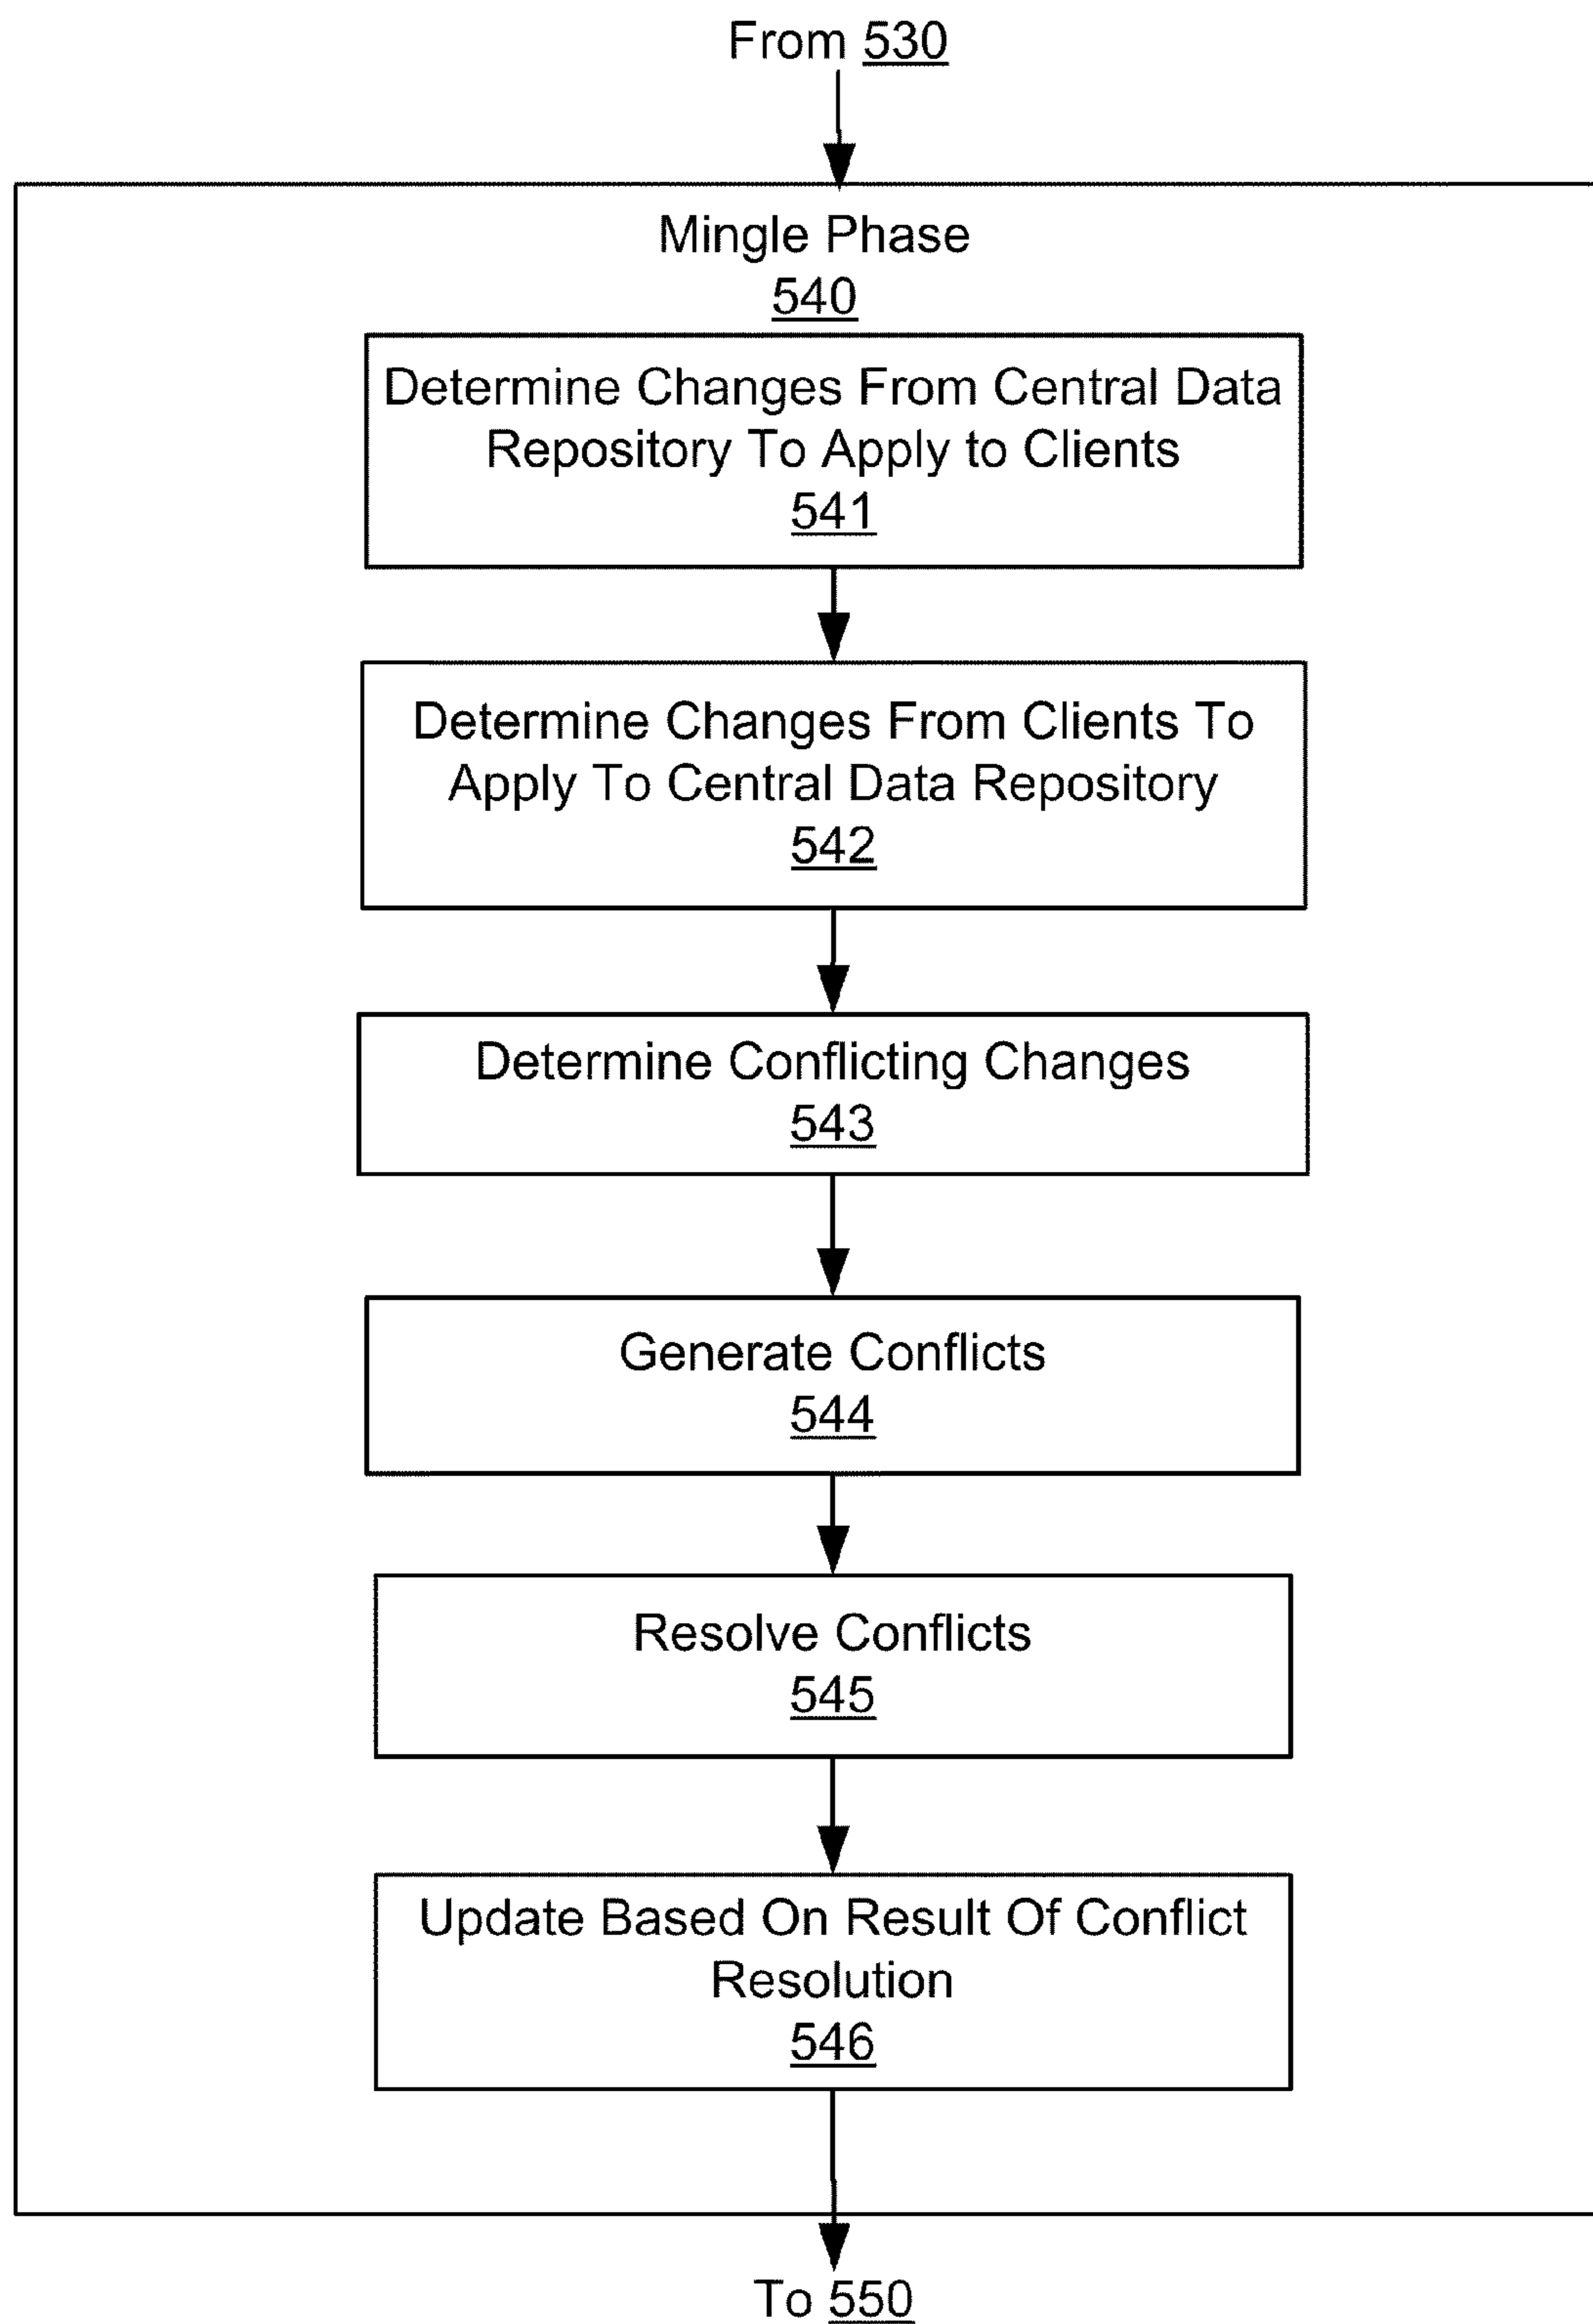 From 530
Mingle Phase
540
Determine Changes From Central Data
Repository To Apply to Clients
541
Determine Changes From Clients To
Apply To Central Data Repository
542
Determine Conflicting Changes
543
Generate Conflicts
544
Resolve Conflicts
545
Update Based On Result Of Conflict
Resolution
546
To 550